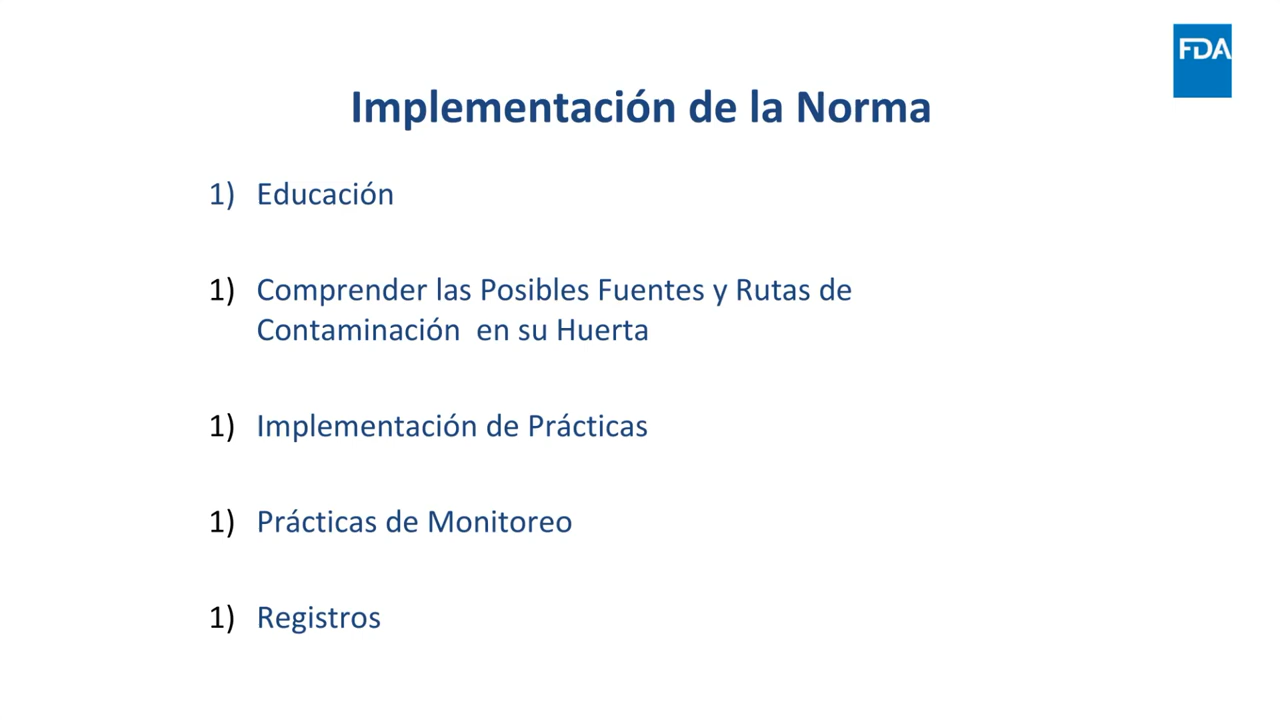 FDA
Implementación de la Norma
1) Educación
1) Comprender las Posibles Fuentes y Rutas de
Contaminación  en su Huerta
1) Implementación de Prácticas
1) Prácticas de Monitoreo
1) Registros